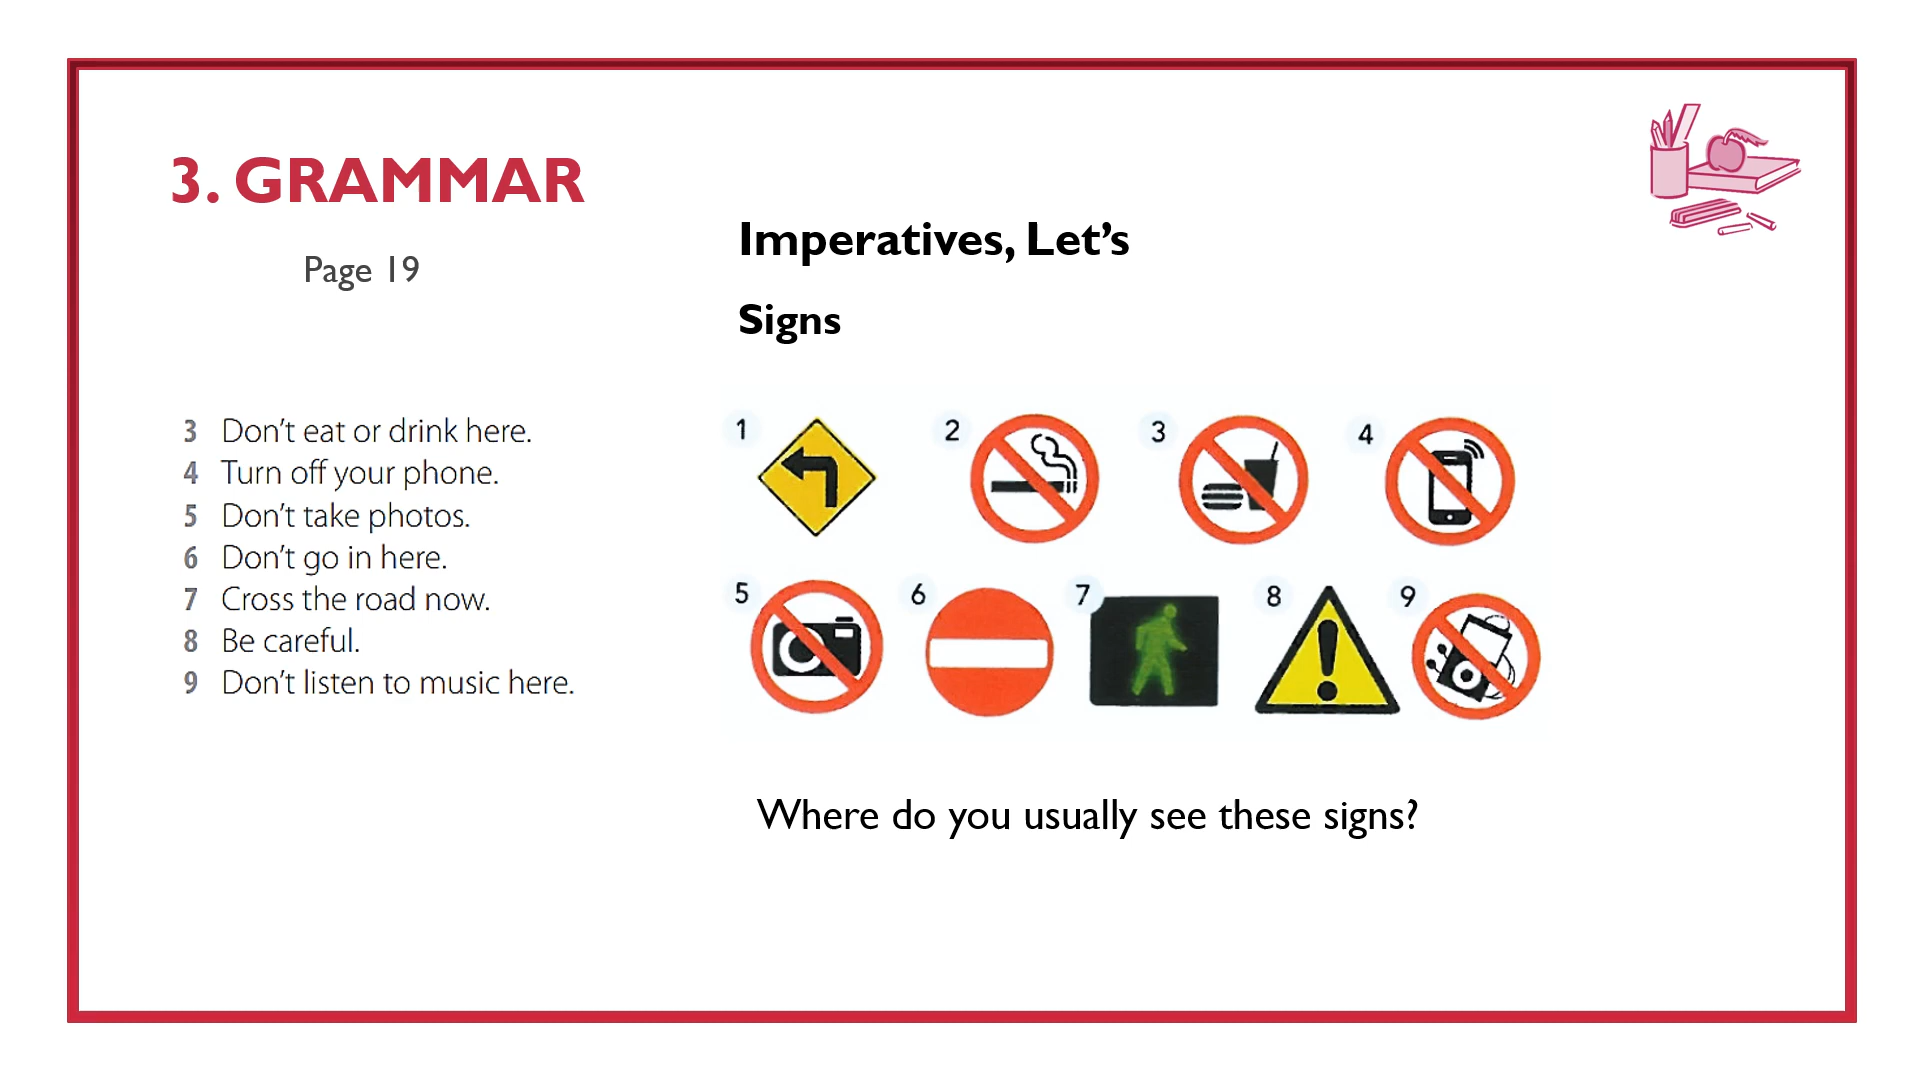 3. GRAMMAR
Page 19
Imperatives, Let’s
Signs
3 Don’t eat or drink here.
4 Turn off your phone.
5 Don’t take photos.
6 Don’t go in here.
7 Cross the road now.
8 Be careful.
9 Don’t listen to music here.
1 2 3 4
5 6 7 8 9
Where do you usually see these signs?